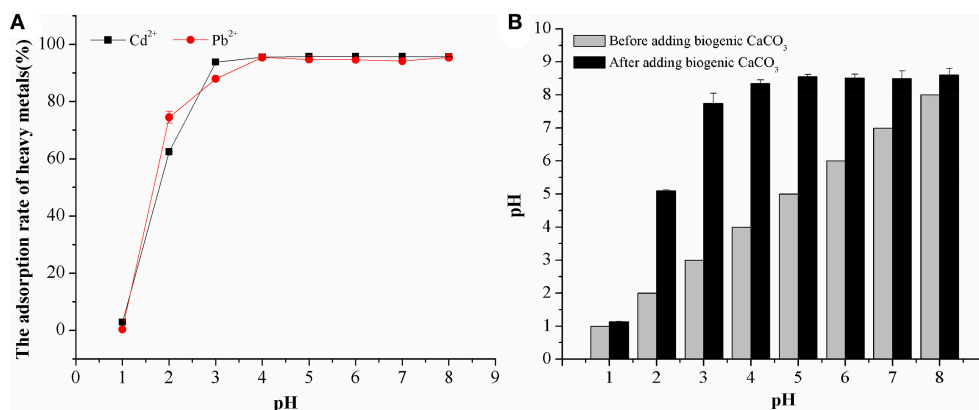 A
Cd²⁺ Pb²⁺
The adsorption rate of heavy metals(%)
100
80
60
40
20
0
0 1 2 3 4 5 6 7 8 9
pH
B
Before adding biogenic CaCO₃
After adding biogenic CaCO₃
pH
9
8
7
6
5
4
3
2
1
0
1 2 3 4 5 6 7 8
pH